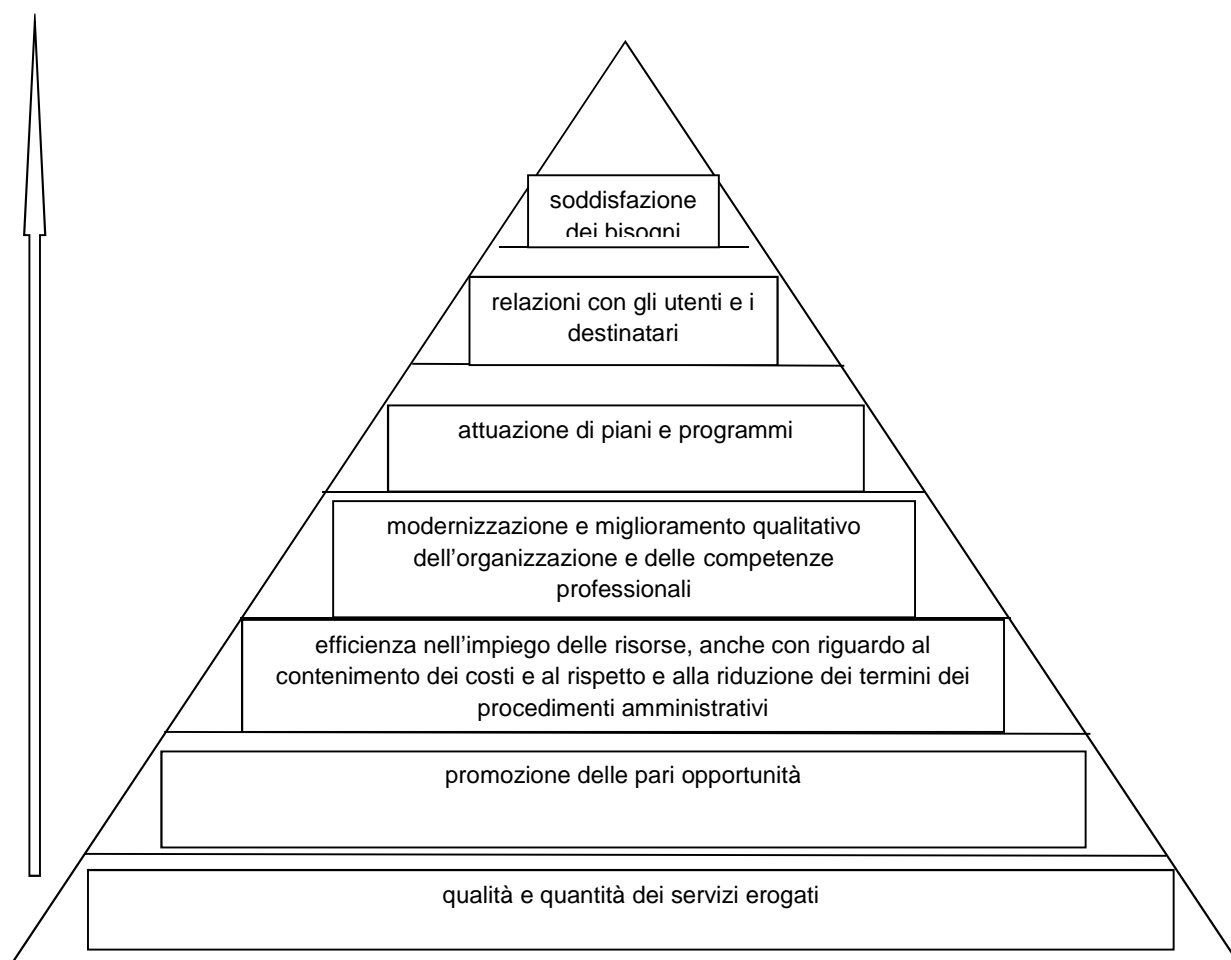 soddisfazione
dei bisogni
relazioni con gli utenti e i
destinatari
attuazione di piani e programmi
modernizzazione e miglioramento qualitativo
dell’organizzazione e delle competenze
professionali
efficienza nell’impiego delle risorse, anche con riguardo al
contenimento dei costi e al rispetto e alla riduzione dei termini dei
procedimenti amministrativi
promozione delle pari opportunità
qualità e quantità dei servizi erogati